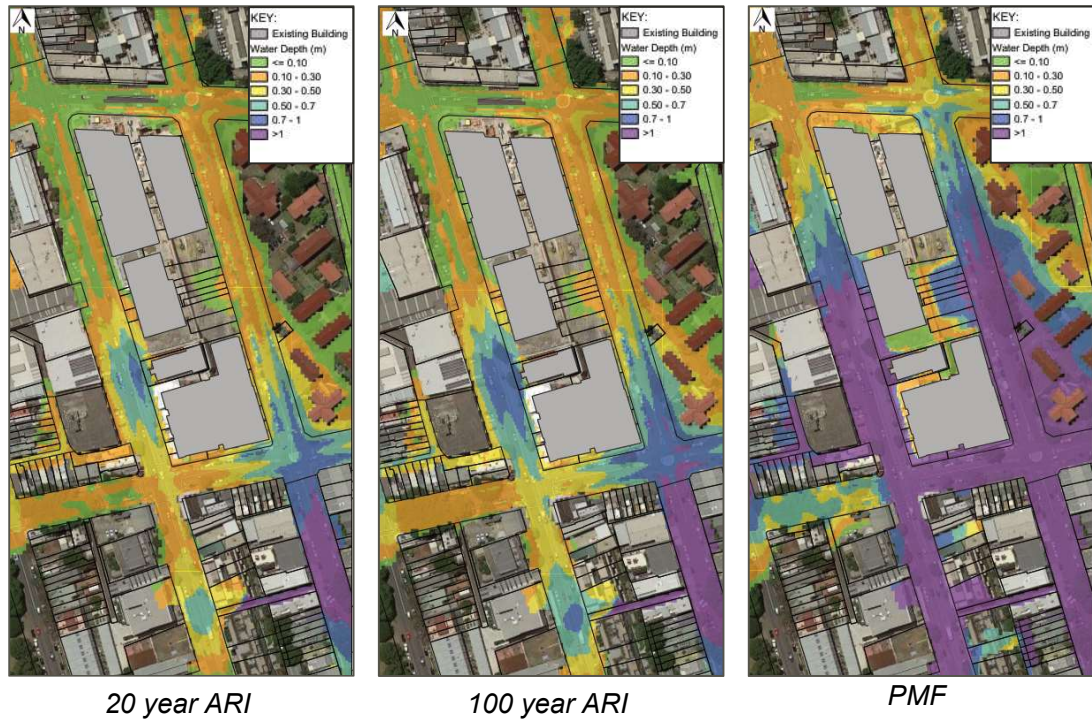 N
KEY:
Existing Building
Water Depth (m)
<= 0.10
0.10 - 0.30
0.30 - 0.50
0.50 - 0.7
0.7 - 1
>1
N
KEY:
Existing Building
Water Depth (m)
<= 0.10
0.10 - 0.30
0.30 - 0.50
0.50 - 0.7
0.7 - 1
>1
N
KEY:
Existing Building
Water Depth (m)
<= 0.10
0.10 - 0.30
0.30 - 0.50
0.50 - 0.7
0.7 - 1
>1
20 year ARI
100 year ARI
PMF